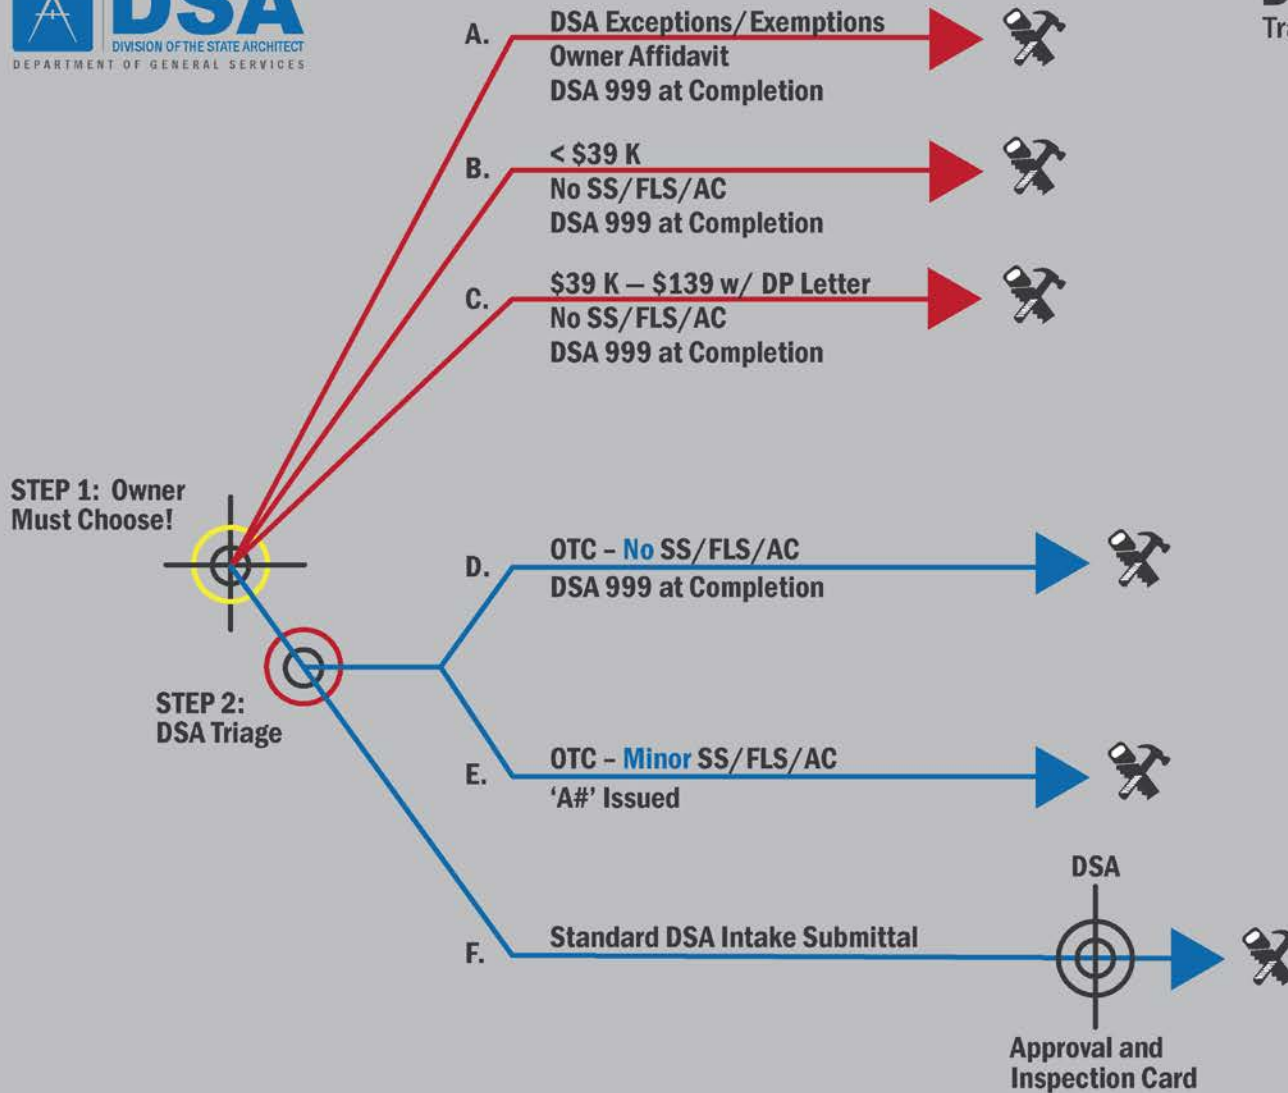 DSA
DIVISION OF THE STATE ARCHITECT
DEPARTMENT OF GENERAL SERVICES
A.
DSA Exceptions/Exemptions
Owner Affidavit
DSA 999 at Completion
B.
< $39 K
No SS/FLS/AC
DSA 999 at Completion
C.
$39 K – $139 w/ DP Letter
No SS/FLS/AC
DSA 999 at Completion
STEP 1: Owner
Must Choose!
D.
OTC – No SS/FLS/AC
DSA 999 at Completion
STEP 2:
DSA Triage
E.
OTC – Minor SS/FLS/AC
‘A#’ Issued
F.
Standard DSA Intake Submittal
DSA
Approval and
Inspection Card